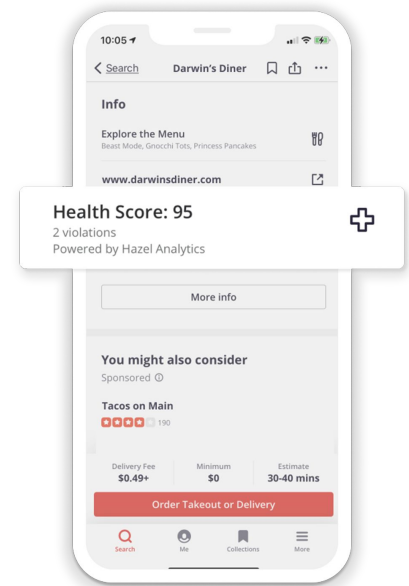 10:05
Search
Darwin's Diner
Info
Explore the Menu
Beast Mode, Gnocchi Tots, Princess Pancakes
www.darwinsdiner.com
Health Score: 95
2 violations
Powered by Hazel Analytics
More info
You might also consider
Sponsored
Tacos on Main
190
Delivery Fee
Minimum
Estimate
$0.49+
$0
30-40 mins
Order Takeout or Delivery
Search
Me
Collections
More